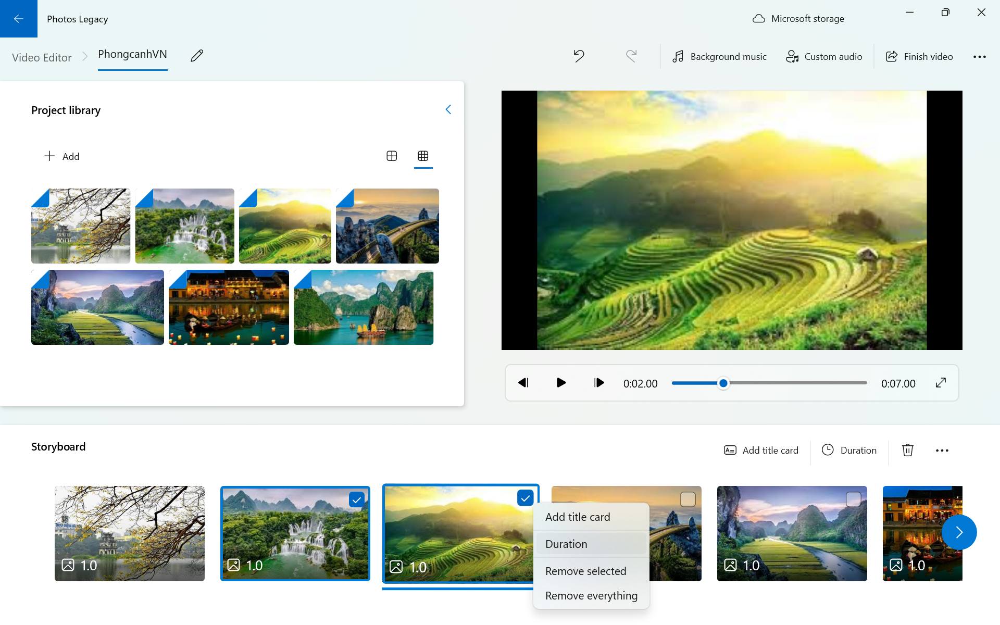 Photos Legacy
Microsoft storage
Video Editor
PhongcanhVN
Background music
Custom audio
Finish video
Project library
Add
0:02.00
0:07.00
Storyboard
Add title card
Duration
1.0
1.0
1.0
1.0
1.0
Add title card
Duration
Remove selected
Remove everything